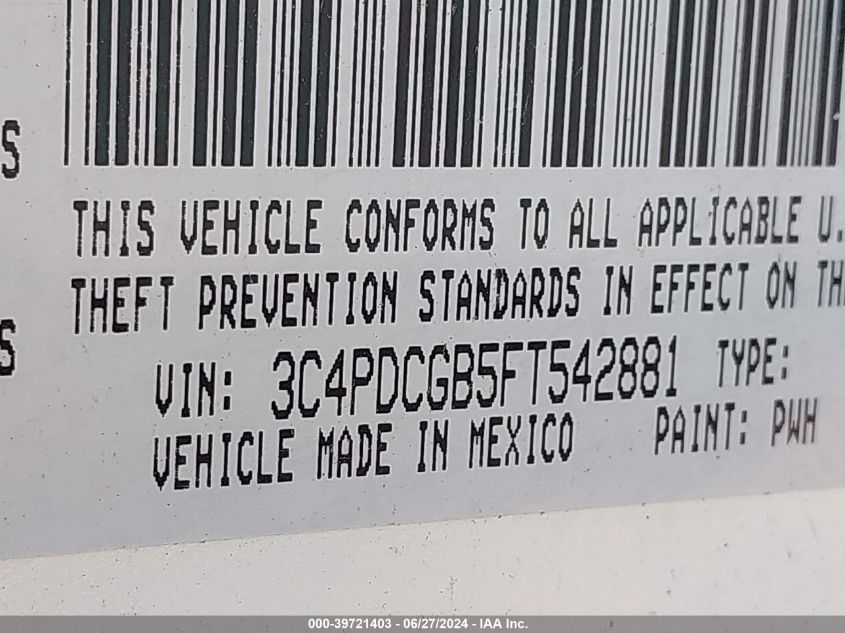 S
THIS VEHICLE CONFORMS TO ALL APPLICABLE U.
THEFT PREVENTION STANDARDS IN EFFECT ON TH
S
VIN: 3C4PDCGB5FT542881 TYPE:
VEHICLE MADE IN MEXICO PAINT: PWH
000-39721403 - 06/27/2024 - IAA Inc.